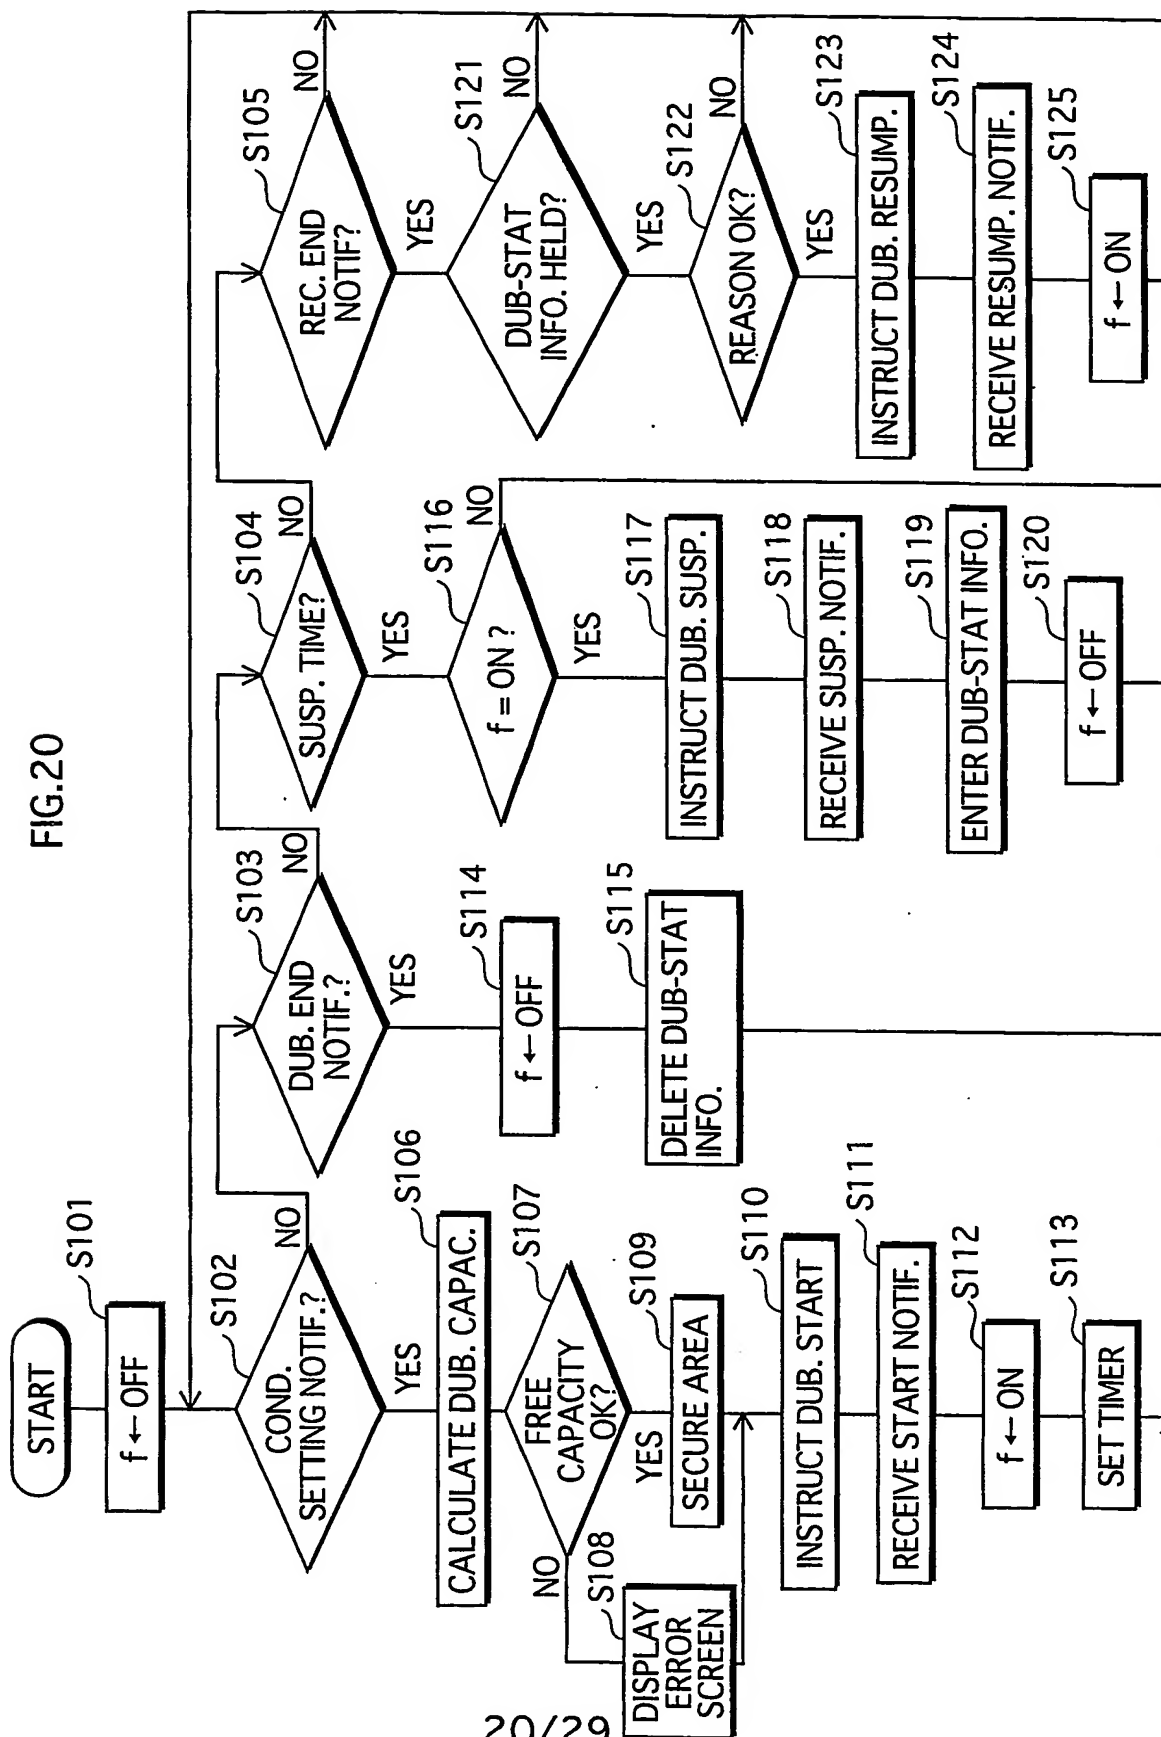 FIG.20
START
S101
f ← OFF
S102
COND.
SETTING NOTIF.?
NO
YES
S106
CALCULATE DUB. CAPAC.
S107
FREE
CAPACITY
OK?
NO
YES
S108
DISPLAY
ERROR
SCREEN
S109
SECURE AREA
S110
INSTRUCT DUB. START
S111
RECEIVE START NOTIF.
S112
f ← ON
S113
SET TIMER
S103
DUB. END
NOTIF.?
NO
YES
S114
f ← OFF
S115
DELETE DUB-STAT
INFO.
S104
SUSP. TIME?
NO
YES
S116
f = ON ?
NO
YES
S117
INSTRUCT DUB. SUSP.
S118
RECEIVE SUSP. NOTIF.
S119
ENTER DUB-STAT INFO.
S120
f ← OFF
S105
REC. END
NOTIF?
NO
YES
S121
DUB-STAT
INFO. HELD?
NO
YES
S122
REASON OK?
NO
YES
S123
INSTRUCT DUB. RESUMP.
S124
RECEIVE RESUMP. NOTIF.
S125
f ← ON
20/29